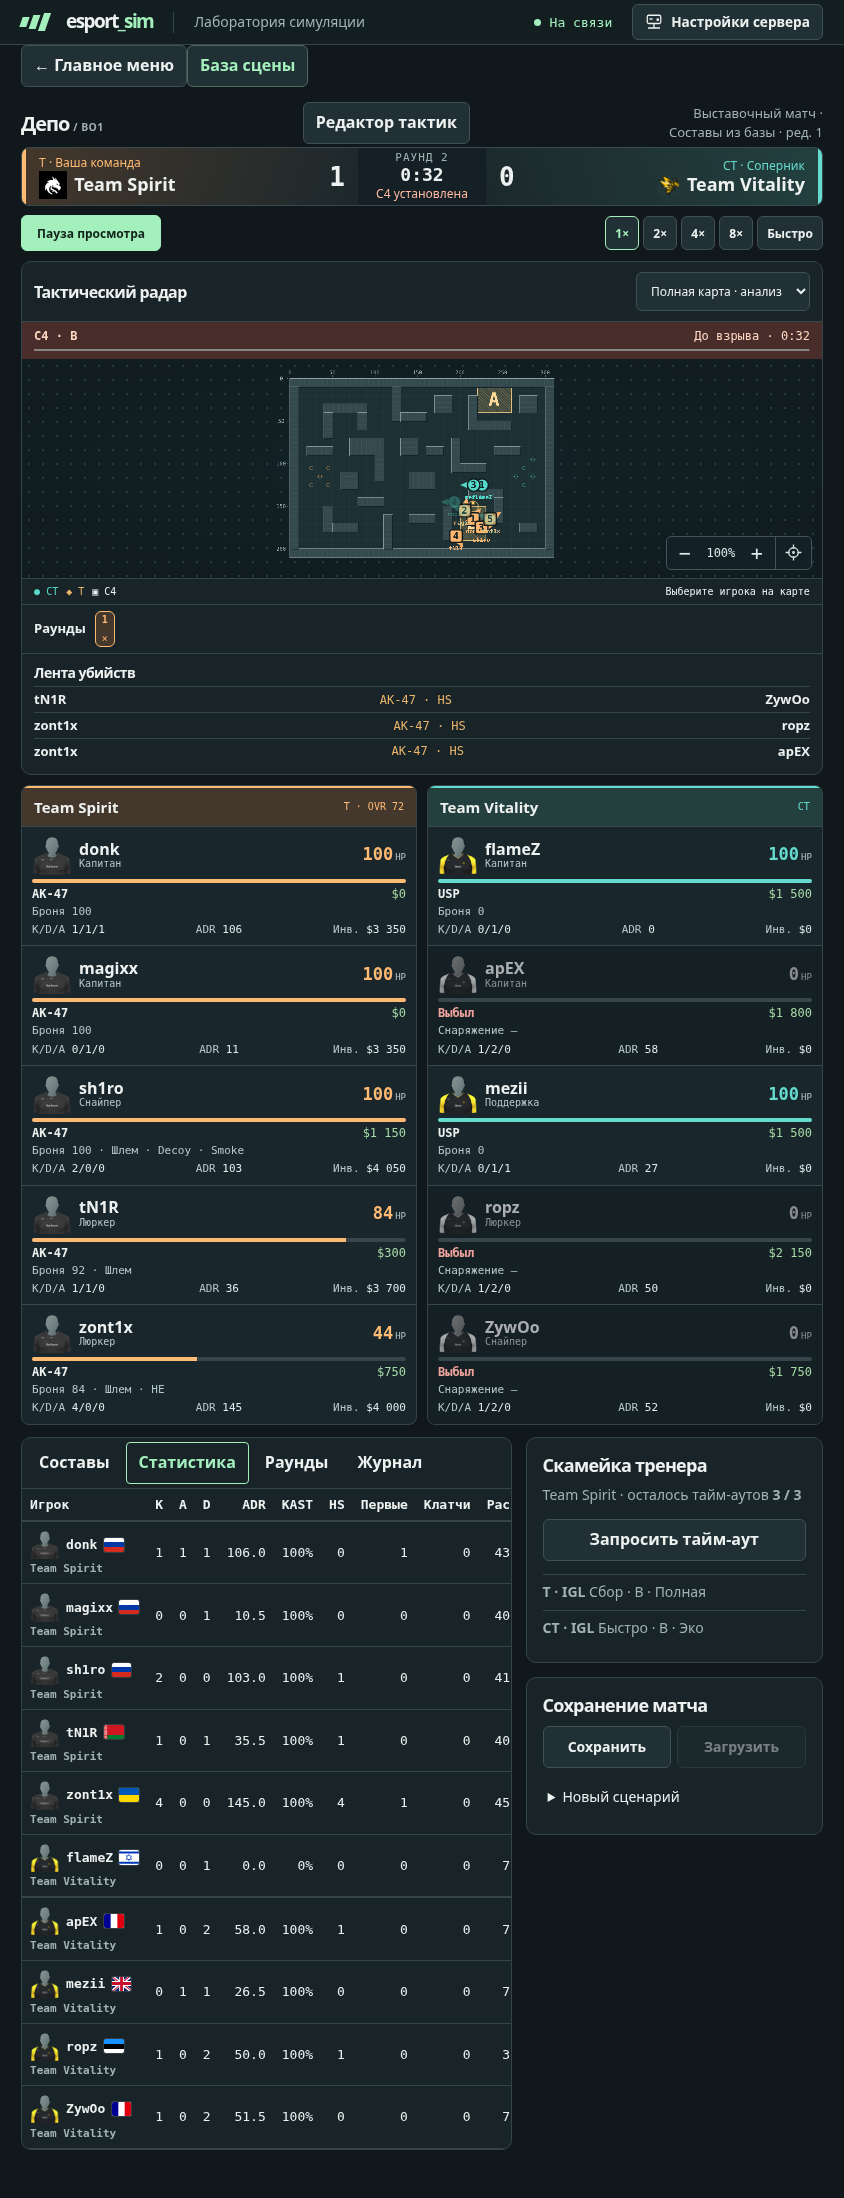 esport_sim
Лаборатория симуляции
На связи
Настройки сервера
← Главное меню
База сцены
Депо / BO1
Редактор тактик
Выставочный матч ·
Составы из базы · ред. 1
T · Ваша команда
Team Spirit
1
РАУНД 2
0:32
C4 установлена
0
CT · Соперник
Team Vitality
Пауза просмотра
1×
2×
4×
8×
Быстро
Тактический радар
Полная карта · анализ
C4 · B
До взрыва · 0:32
A
− 100% +
CT T C4
Выберите игрока на карте
Раунды
1
×
Лента убийств
tN1R AK-47 · HS ZywOo
zont1x AK-47 · HS ropz
zont1x AK-47 · HS apEX
Team Spirit
T · OVR 72
donk
Капитан
100 HP
AK-47 $0
Броня 100
K/D/A 1/1/1 ADR 106 Инв. $3 350
magixx
Капитан
100 HP
AK-47 $0
Броня 100
K/D/A 0/1/0 ADR 11 Инв. $3 350
sh1ro
Снайпер
100 HP
AK-47 $1 150
Броня 100 · Шлем · Decoy · Smoke
K/D/A 2/0/0 ADR 103 Инв. $4 050
tN1R
Люркер
84 HP
AK-47 $300
Броня 92 · Шлем
K/D/A 1/1/0 ADR 36 Инв. $3 700
zont1x
Люркер
44 HP
AK-47 $750
Броня 84 · Шлем · HE
K/D/A 4/0/0 ADR 145 Инв. $4 000
Team Vitality
CT
flameZ
Капитан
100 HP
USP $1 500
Броня 0
K/D/A 0/1/0 ADR 0 Инв. $0
apEX
Капитан
0 HP
Выбыл $1 800
Снаряжение —
K/D/A 1/2/0 ADR 58 Инв. $0
mezii
Поддержка
100 HP
USP $1 500
Броня 0
K/D/A 0/1/1 ADR 27 Инв. $0
ropz
Люркер
0 HP
Выбыл $2 150
Снаряжение —
K/D/A 1/2/0 ADR 50 Инв. $0
ZywOo
Снайпер
0 HP
Выбыл $1 750
Снаряжение —
K/D/A 1/2/0 ADR 52 Инв. $0
Составы
Статистика
Раунды
Журнал
Игрок K A D ADR KAST HS Первые Клатчи Рас
donk 1 1 1 106.0 100% 0 1 0 43
Team Spirit
magixx 0 0 1 10.5 100% 0 0 0 40
Team Spirit
sh1ro 2 0 0 103.0 100% 1 0 0 41
Team Spirit
tN1R 1 0 1 35.5 100% 1 0 0 40
Team Spirit
zont1x 4 0 0 145.0 100% 4 1 0 45
Team Spirit
flameZ 0 0 1 0.0 0% 0 0 0 7
Team Vitality
apEX 1 0 2 58.0 100% 1 0 0 7
Team Vitality
mezii 0 1 1 26.5 100% 0 0 0 7
Team Vitality
ropz 1 0 2 50.0 100% 1 0 0 3
Team Vitality
ZywOo 1 0 2 51.5 100% 0 0 0 7
Team Vitality
Скамейка тренера
Team Spirit · осталось тайм-аутов 3 / 3
Запросить тайм-аут
T · IGL Сбор · B · Полная
CT · IGL Быстро · B · Эко
Сохранение матча
Сохранить
Загрузить
▶ Новый сценарий